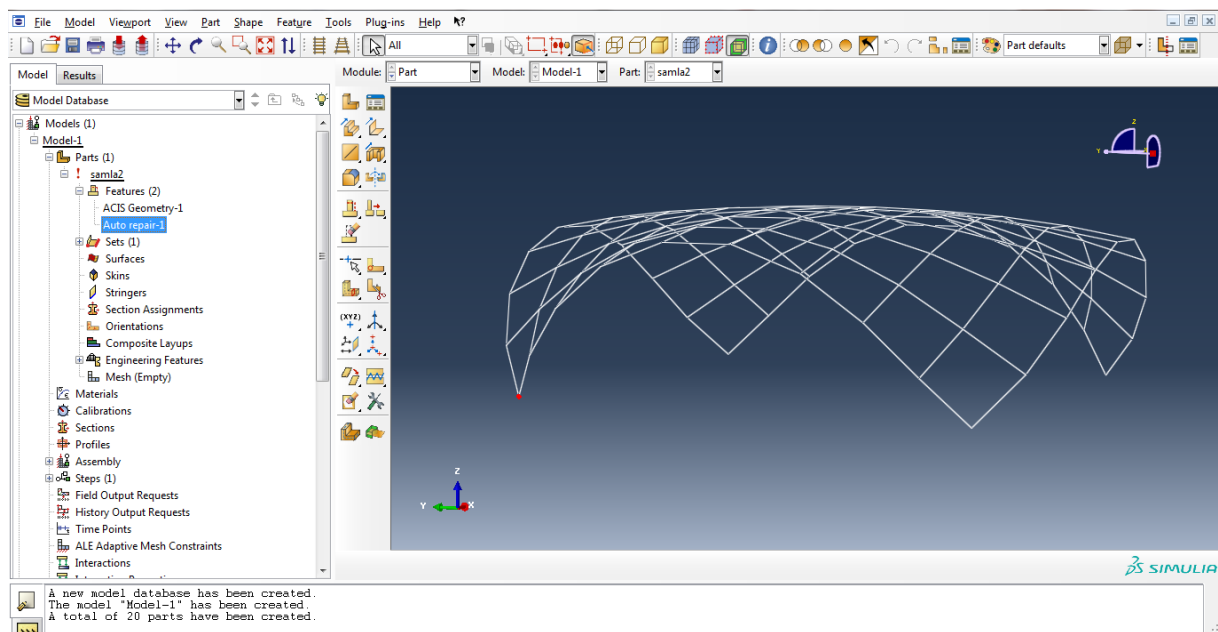 File Model Viewport View Part Shape Feature Tools Plug-ins Help
All Part defaults
Model Results Module: Part Model: Model-1 Part: samla2
Model Database
Models (1)
Model-1
Parts (1)
samla2
Features (2)
ACIS Geometry-1
Auto repair-1
Sets (1)
Surfaces
Skins
Stringers
Section Assignments
Orientations
Composite Layups
Engineering Features
Mesh (Empty)
Materials
Calibrations
Sections
Profiles
Assembly
Steps (1)
Field Output Requests
History Output Requests
Time Points
ALE Adaptive Mesh Constraints
Interactions
(XYZ)
Z
Y
Z
Y X
SIMULIA
A new model database has been created.
The model "Model-1" has been created.
A total of 20 parts have been created.